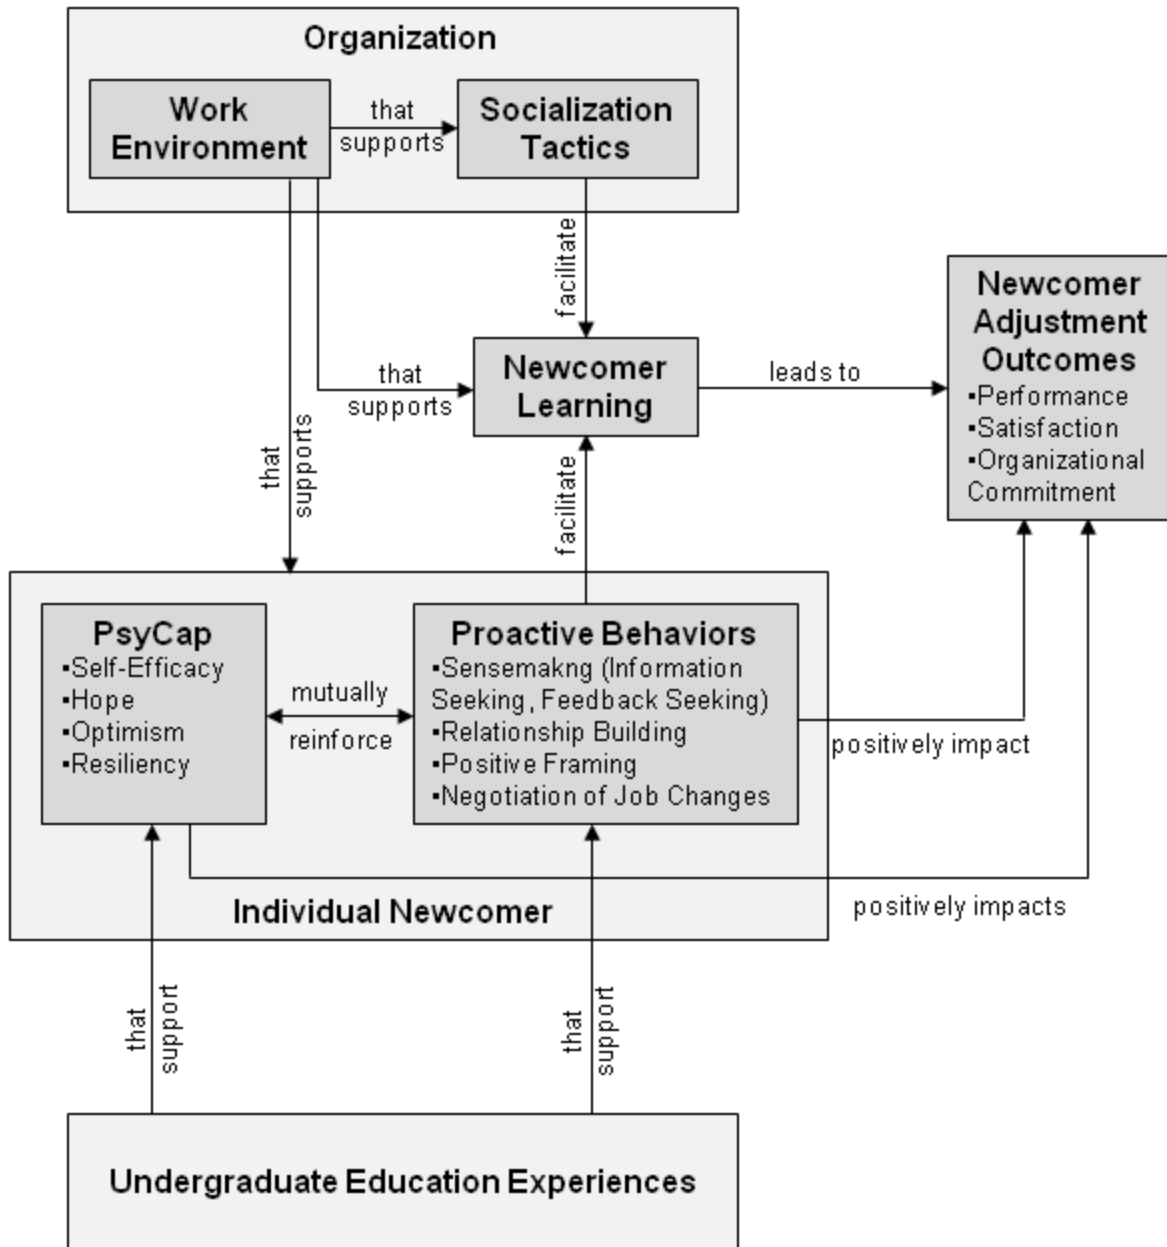 Organization
Work
Environment
that
supports
Socialization
Tactics
facilitate
Newcomer
Adjustment
Outcomes
▪Performance
▪Satisfaction
▪Organizational
Commitment
that
supports
Newcomer
Learning
leads to
that
supports
facilitate
PsyCap
▪Self-Efficacy
▪Hope
▪Optimism
▪Resiliency
mutually
reinforce
Proactive Behaviors
▪Sensemakng (Information
Seeking, Feedback Seeking)
▪Relationship Building
▪Positive Framing
▪Negotiation of Job Changes
positively impact
Individual Newcomer
positively impacts
that
support
that
support
Undergraduate Education Experiences